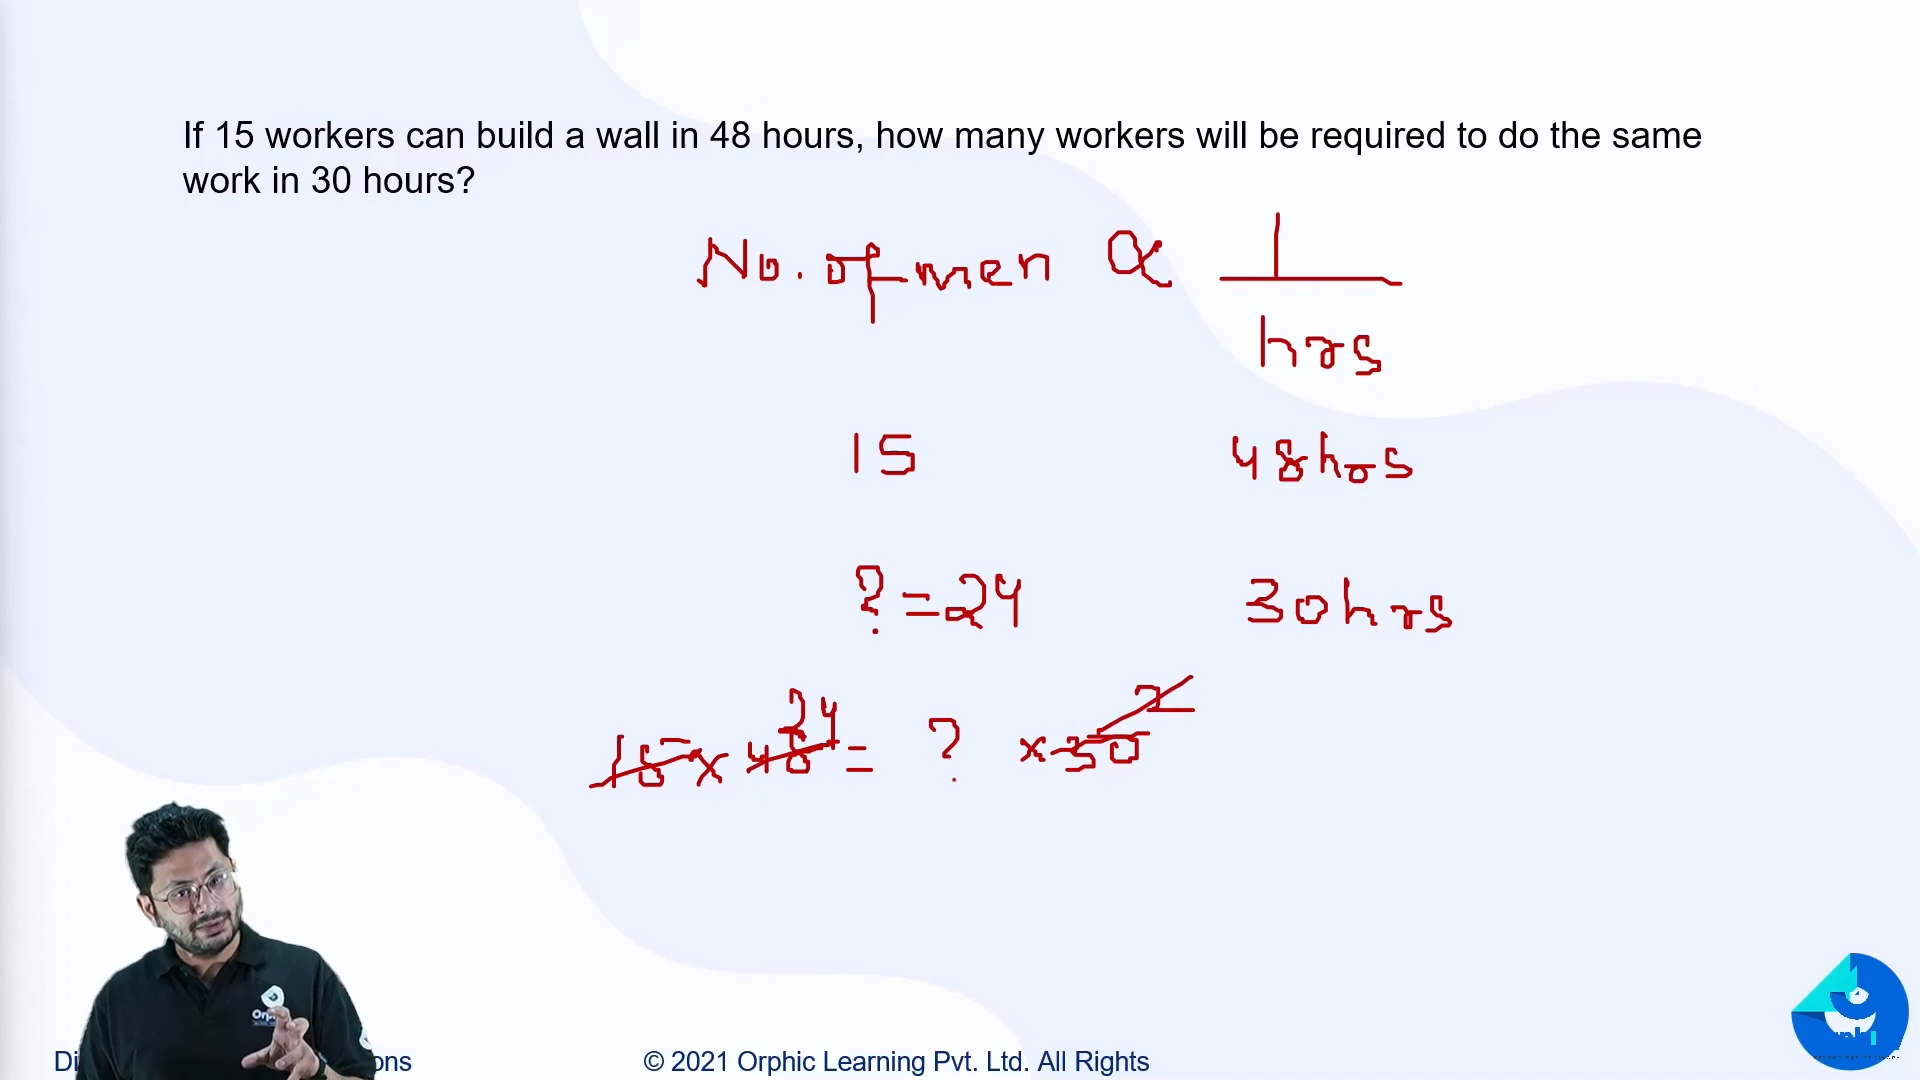 If 15 workers can build a wall in 48 hours, how many workers will be required to do the same
work in 30 hours?
No. of men ∝ 1
hrs
15 48hrs
? = 24 30hrs
24 2
15 x 48 = ? x 30
© 2021 Orphic Learning Pvt. Ltd. All Rights